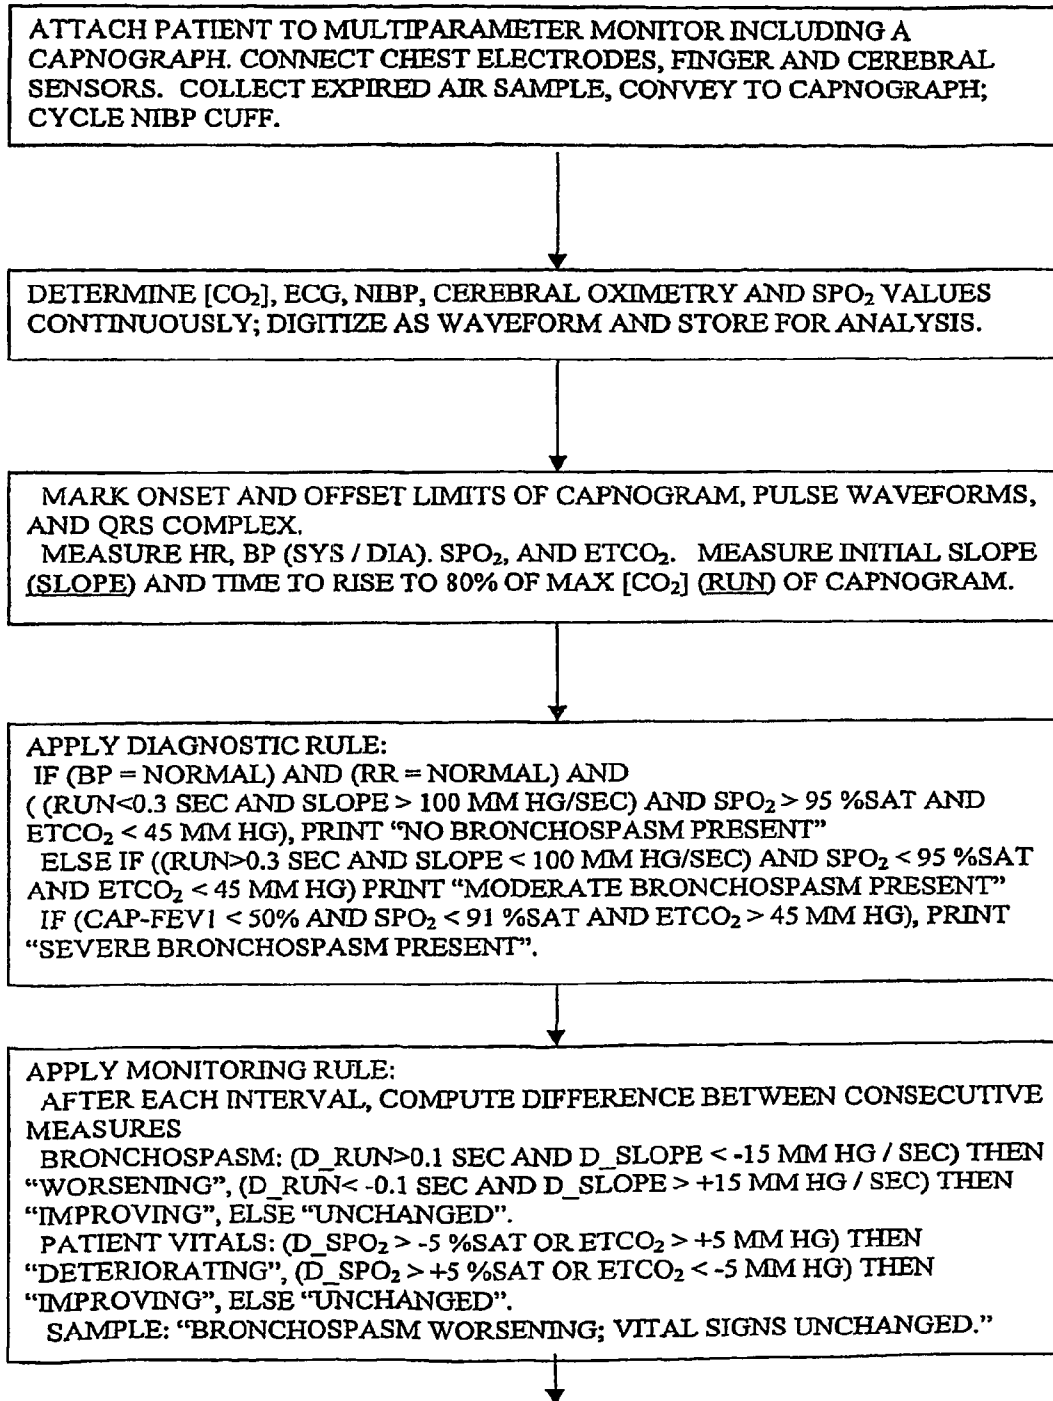 ATTACH PATIENT TO MULTIPARAMETER MONITOR INCLUDING A
CAPNOGRAPH. CONNECT CHEST ELECTRODES, FINGER AND CEREBRAL
SENSORS. COLLECT EXPIRED AIR SAMPLE, CONVEY TO CAPNOGRAPH;
CYCLE NIBP CUFF.
DETERMINE [CO₂], ECG, NIBP, CEREBRAL OXIMETRY AND SPO₂ VALUES
CONTINUOUSLY; DIGITIZE AS WAVEFORM AND STORE FOR ANALYSIS.
MARK ONSET AND OFFSET LIMITS OF CAPNOGRAM, PULSE WAVEFORMS,
AND QRS COMPLEX.
MEASURE HR, BP (SYS / DIA). SPO₂, AND ETCO₂. MEASURE INITIAL SLOPE
(SLOPE) AND TIME TO RISE TO 80% OF MAX [CO₂] (RUN) OF CAPNOGRAM.
APPLY DIAGNOSTIC RULE:
IF (BP = NORMAL) AND (RR = NORMAL) AND
( (RUN<0.3 SEC AND SLOPE > 100 MM HG/SEC) AND SPO₂ > 95 %SAT AND
ETCO₂ < 45 MM HG), PRINT "NO BRONCHOSPASM PRESENT"
ELSE IF ((RUN>0.3 SEC AND SLOPE < 100 MM HG/SEC) AND SPO₂ < 95 %SAT
AND ETCO₂ < 45 MM HG) PRINT "MODERATE BRONCHOSPASM PRESENT"
IF (CAP-FEV1 < 50% AND SPO₂ < 91 %SAT AND ETCO₂ > 45 MM HG), PRINT
"SEVERE BRONCHOSPASM PRESENT".
APPLY MONITORING RULE:
AFTER EACH INTERVAL, COMPUTE DIFFERENCE BETWEEN CONSECUTIVE
MEASURES
BRONCHOSPASM: (D_RUN>0.1 SEC AND D_SLOPE < -15 MM HG / SEC) THEN
"WORSENING", (D_RUN< -0.1 SEC AND D_SLOPE > +15 MM HG / SEC) THEN
"IMPROVING", ELSE "UNCHANGED".
PATIENT VITALS: (D_SPO₂ > -5 %SAT OR ETCO₂ > +5 MM HG) THEN
"DETERIORATING", (D_SPO₂ > +5 %SAT OR ETCO₂ < -5 MM HG) THEN
"IMPROVING", ELSE "UNCHANGED".
SAMPLE: "BRONCHOSPASM WORSENING; VITAL SIGNS UNCHANGED."